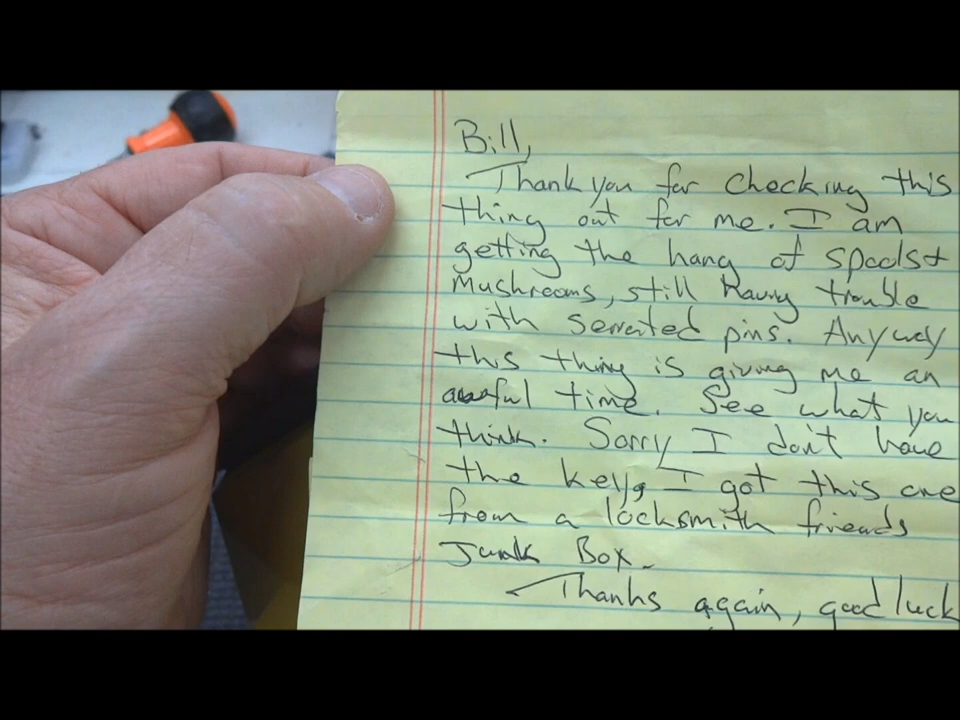 Bill,
Thank you for checking this
thing out for me. I am
getting the hang of spools +
mushrooms, still having trouble
with serrated pins. Anyway
this thing is giving me an
awful time. See what you
think. Sorry I don't have
the key, I got this one
from a locksmith friends
Junk Box.
Thanks again, good luck